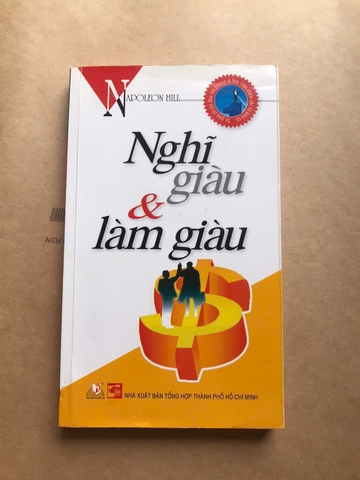 NAPOLEON HILL
Nghĩ
giàu
&
làm giàu
NHÀ XUẤT BẢN TỔNG HỢP THÀNH PHỐ HỒ CHÍ MINH